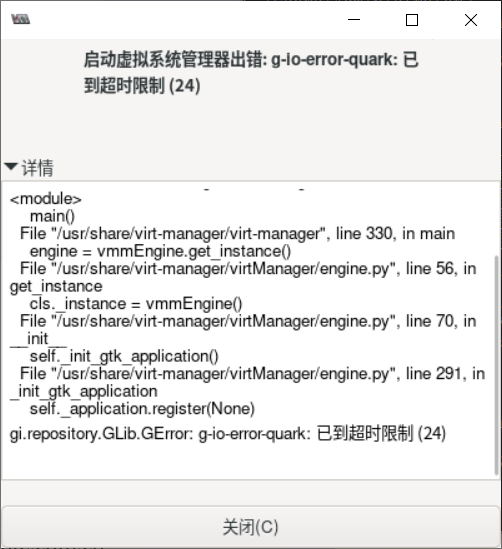 启动虚拟系统管理器出错: g-io-error-quark: 已
到超时限制 (24)
详情
<module>
main()
File "/usr/share/virt-manager/virt-manager", line 330, in main
engine = vmmEngine.get_instance()
File "/usr/share/virt-manager/virtManager/engine.py", line 56, in
get_instance
cls._instance = vmmEngine()
File "/usr/share/virt-manager/virtManager/engine.py", line 70, in
__init__
self._init_gtk_application()
File "/usr/share/virt-manager/virtManager/engine.py", line 291, in
_init_gtk_application
self._application.register(None)
gi.repository.GLib.GError: g-io-error-quark: 已到超时限制 (24)
关闭(C)